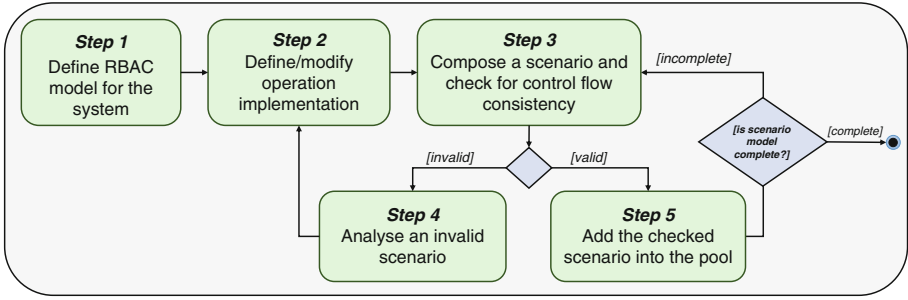 Step 1
Define RBAC
model for the
system
Step 2
Define/modify
operation
implementation
Step 3
Compose a scenario and
check for control flow
consistency
[incomplete]
[is scenario
model
complete?]
[complete]
[invalid]
[valid]
Step 4
Analyse an invalid
scenario
Step 5
Add the checked
scenario into the pool